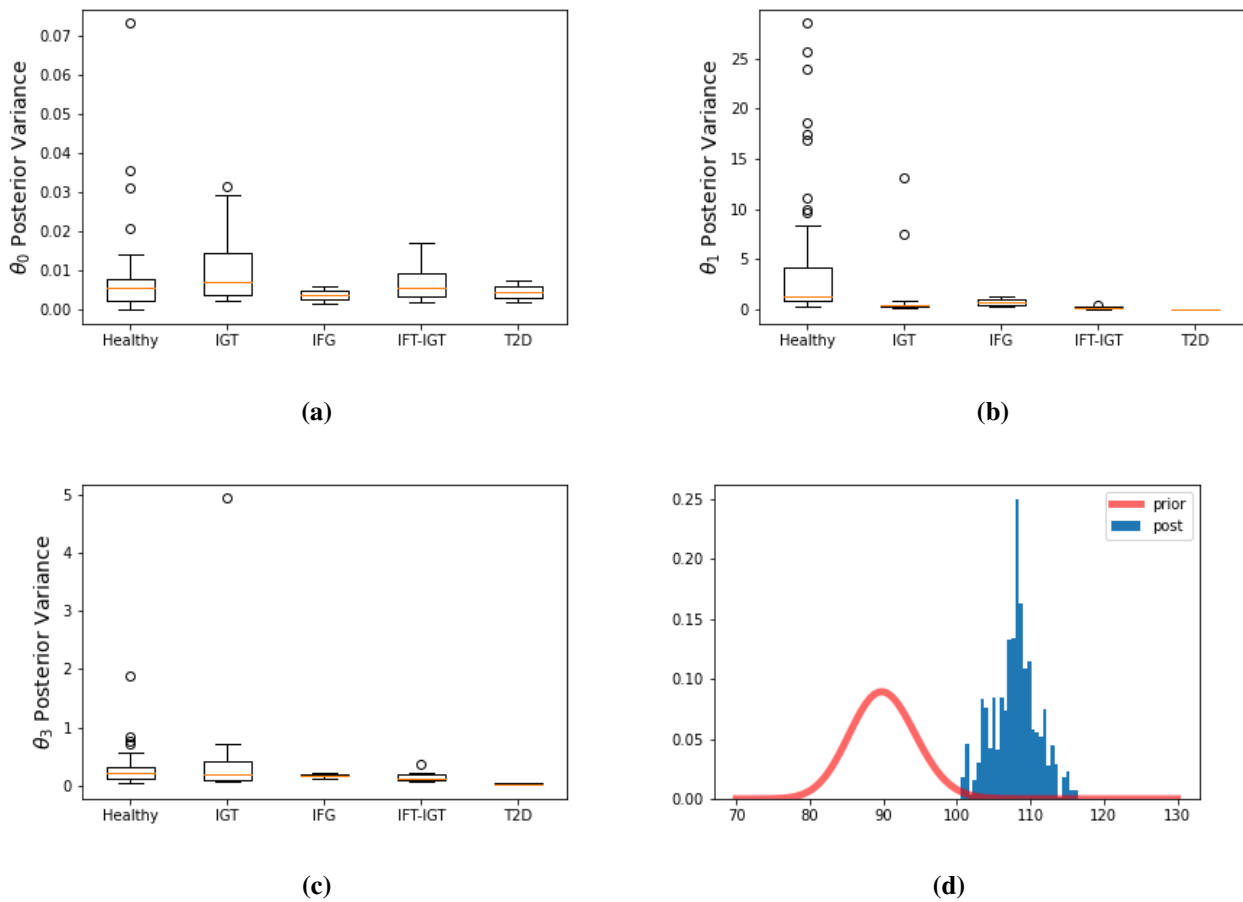 0.07
0.06
0.05
0.04
0.03
0.02
0.01
0.00
θ0 Posterior Variance
Healthy IGT IFG IFT-IGT T2D
(a)
25
20
15
10
5
0
θ1 Posterior Variance
Healthy IGT IFG IFT-IGT T2D
(b)
5
4
3
2
1
0
θ3 Posterior Variance
Healthy IGT IFG IFT-IGT T2D
(c)
0.25
0.20
0.15
0.10
0.05
0.00
prior
post
70 80 90 100 110 120 130
(d)